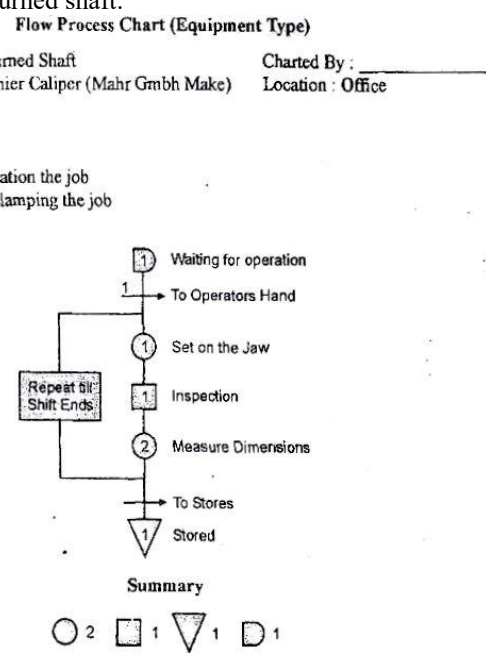 urned shaft.
Flow Process Chart (Equipment Type)
rned Shaft
Charted By :
nier Caliper (Mahr Gmbh Make)
Location : Office
ation the job
lamping the job
1 Waiting for operation
1 To Operators Hand
1 Set on the Jaw
Repeat till
Shift Ends
1 Inspection
2 Measure Dimensions
To Stores
1 Stored
Summary
2 1 1 1